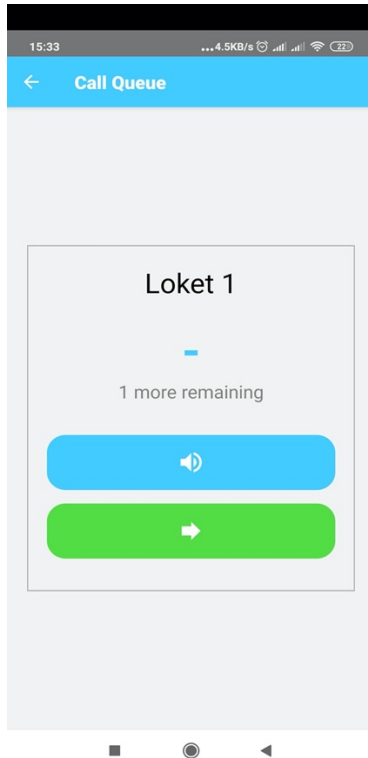 15:33
...4.5KB/s
22
Call Queue
Loket 1
-
1 more remaining